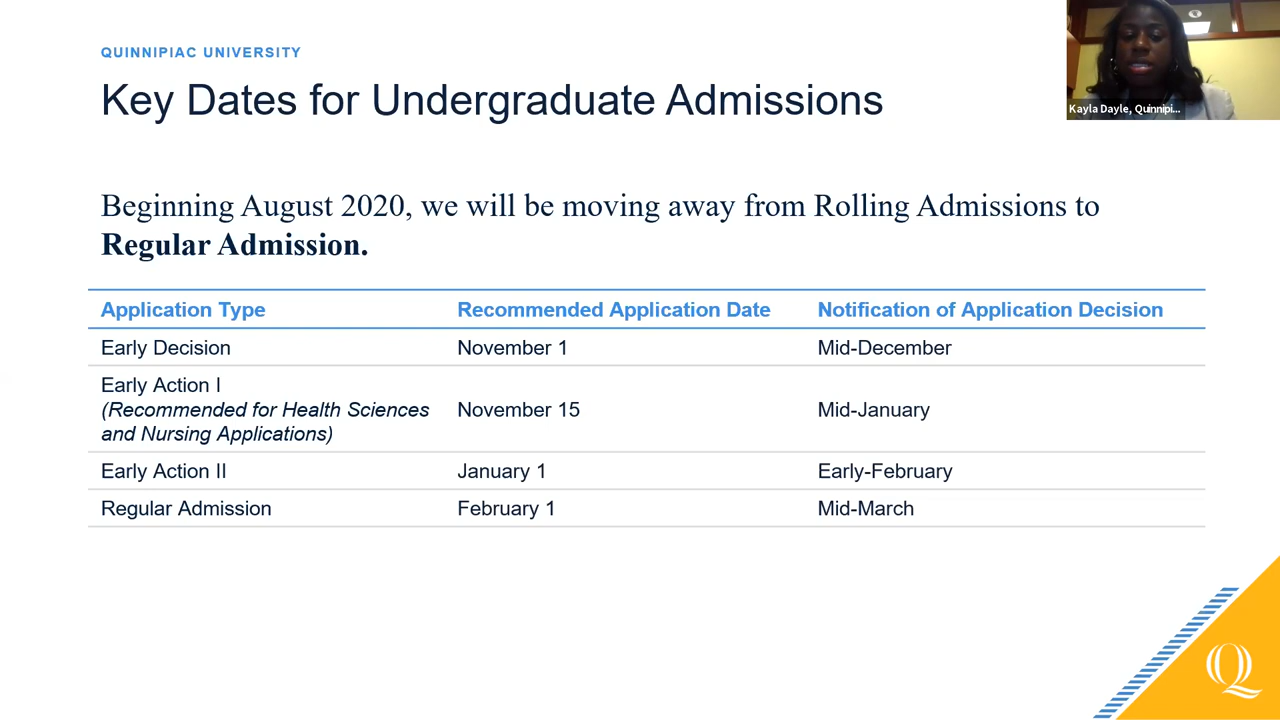 QUINNIPIAC UNIVERSITY
Key Dates for Undergraduate Admissions
Kayla Dayle, Quinnipi...
Beginning August 2020, we will be moving away from Rolling Admissions to
Regular Admission.
Application Type Recommended Application Date Notification of Application Decision
Early Decision November 1 Mid-December
Early Action I
(Recommended for Health Sciences
and Nursing Applications) November 15 Mid-January
Early Action II January 1 Early-February
Regular Admission February 1 Mid-March
Q